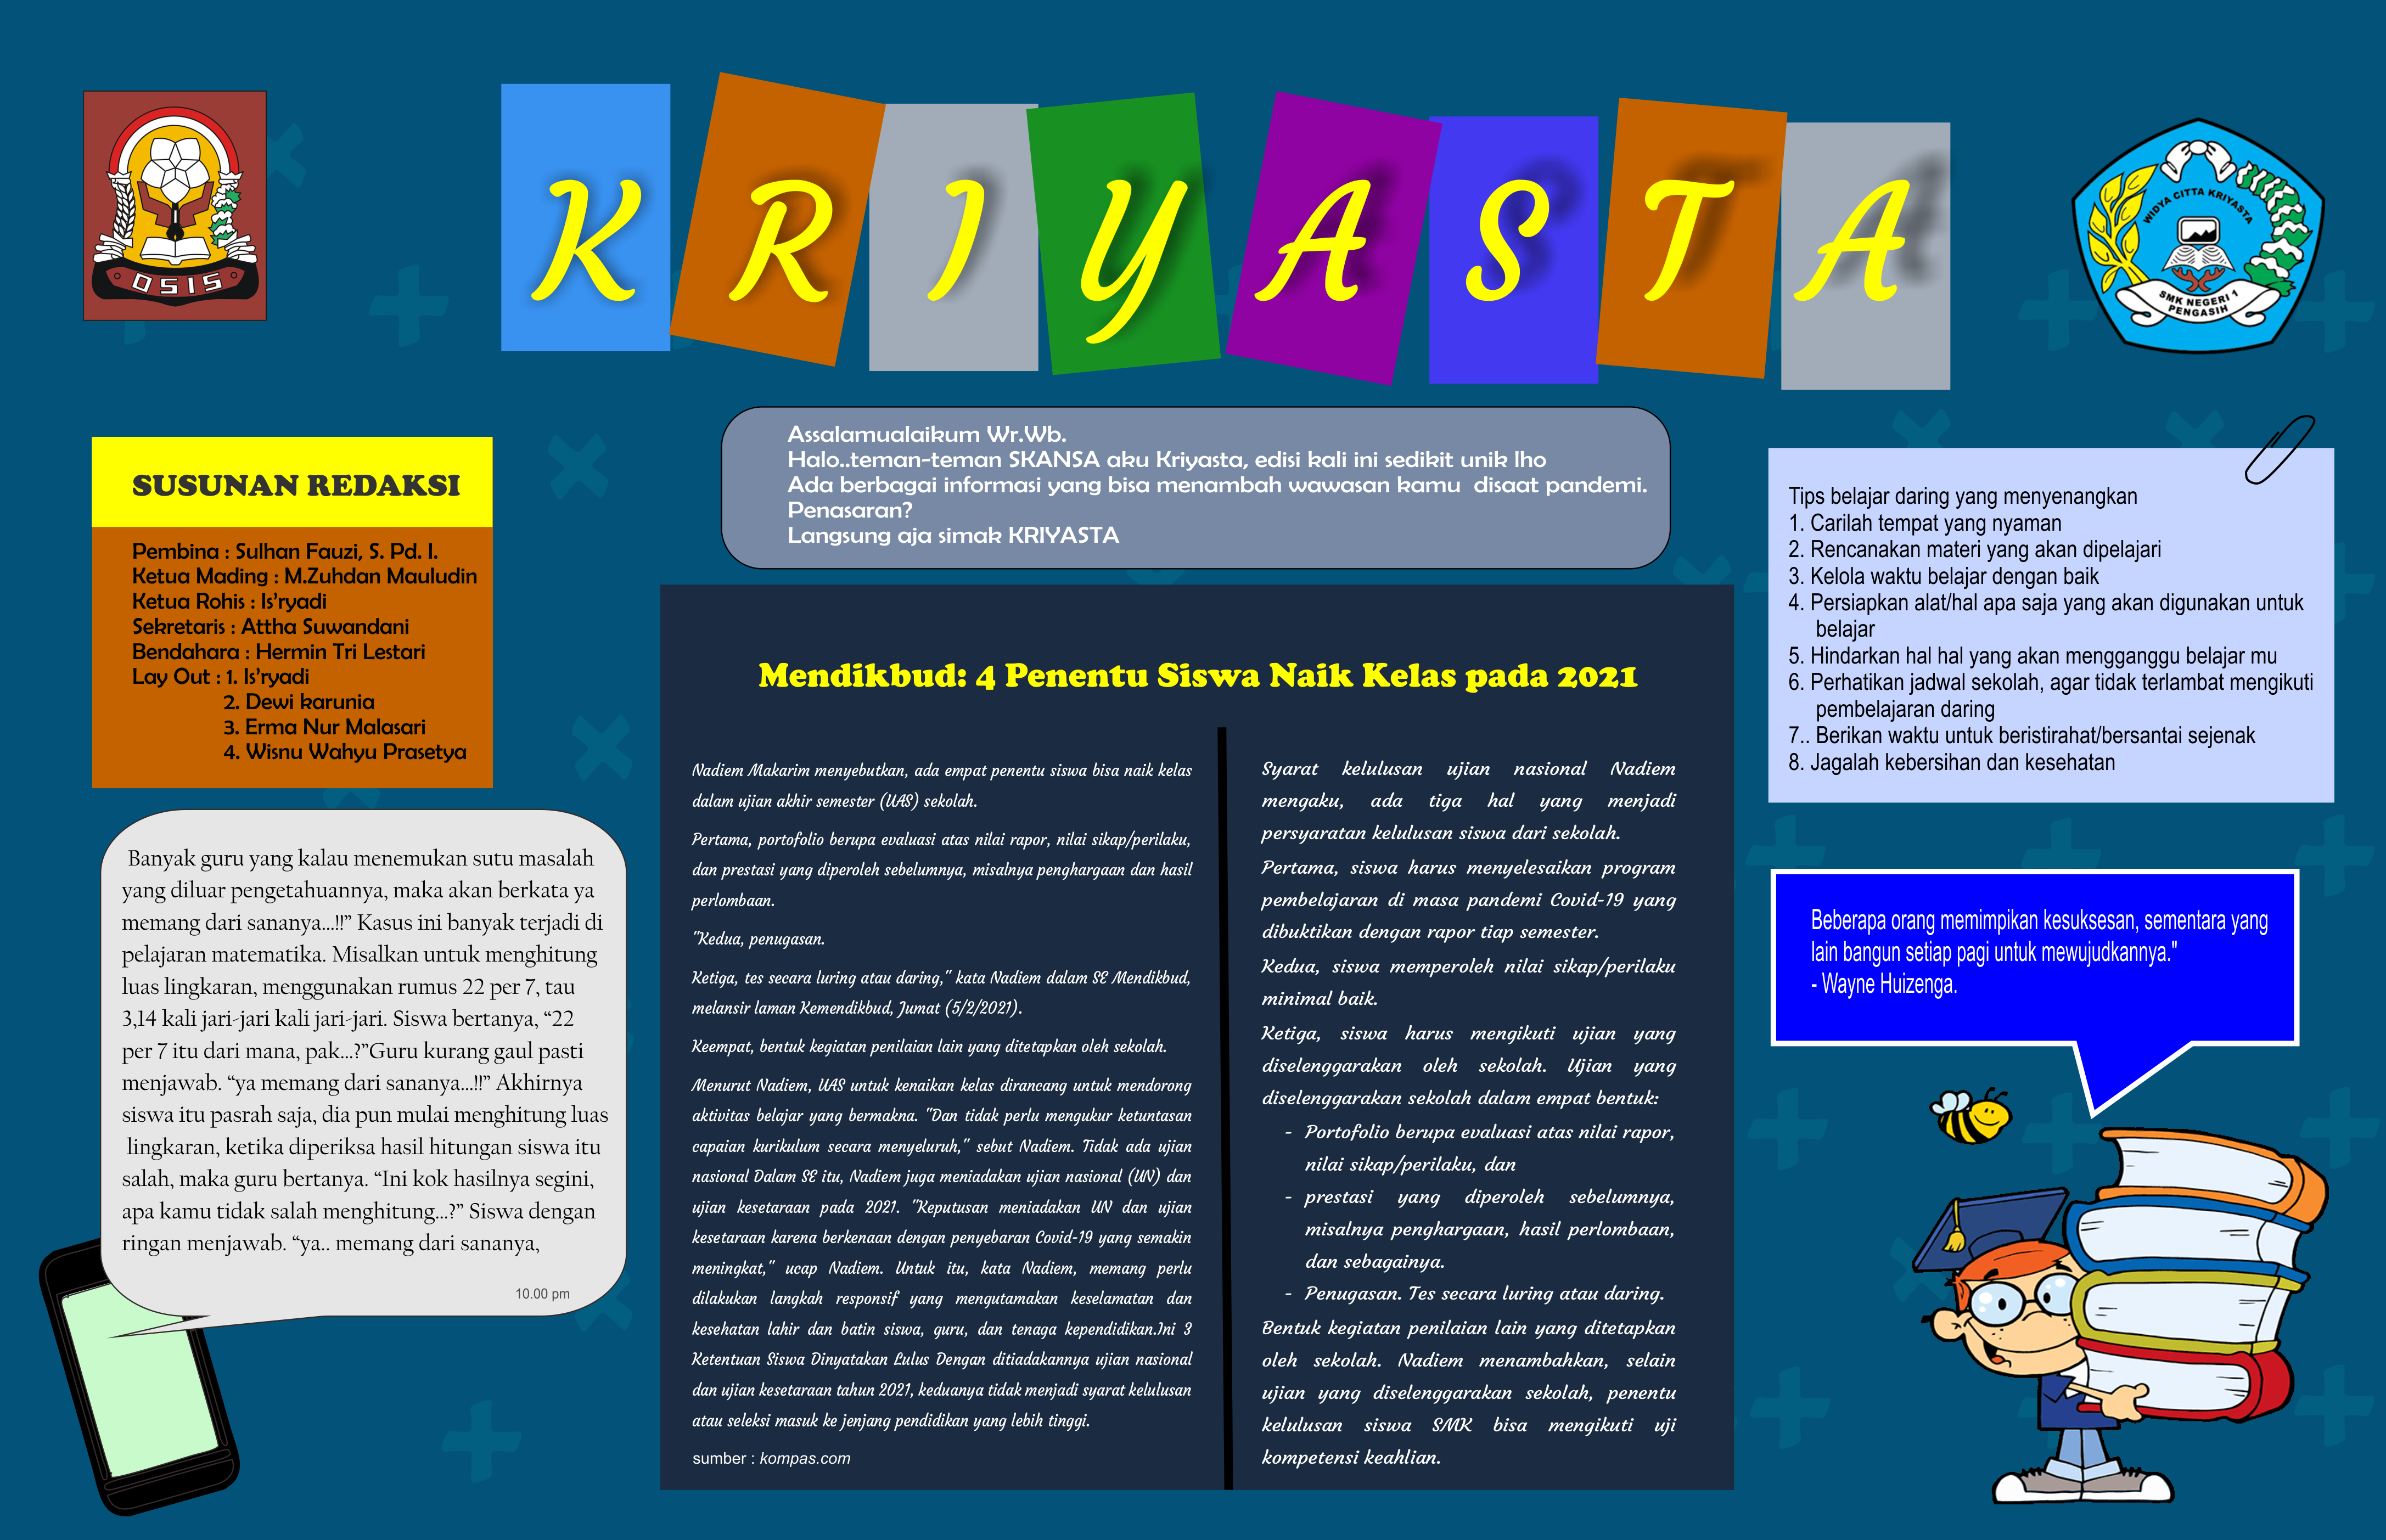 KRIYASTA
OSIS
WIDYA CITTA KRIYASTA
SMK NEGERI 1
PENGASIH
Assalamualaikum Wr.Wb.
Halo..teman-teman SKANSA aku Kriyasta, edisi kali ini sedikit unik lho
Ada berbagai informasi yang bisa menambah wawasan kamu disaat pandemi.
Penasaran?
Langsung aja simak KRIYASTA
SUSUNAN REDAKSI
Pembina : Sulhan Fauzi, S. Pd. I.
Ketua Mading : M.Zuhdan Mauludin
Ketua Rohis : Is'ryadi
Sekretaris : Attha Suwandani
Bendahara : Hermin Tri Lestari
Lay Out : 1. Is'ryadi
2. Dewi karunia
3. Erma Nur Malasari
4. Wisnu Wahyu Prasetya
Banyak guru yang kalau menemukan sutu masalah
yang diluar pengetahuannya, maka akan berkata ya
memang dari sananya...!!” Kasus ini banyak terjadi di
pelajaran matematika. Misalkan untuk menghitung
luas lingkaran, menggunakan rumus 22 per 7, tau
3,14 kali jari-jari kali jari-jari. Siswa bertanya, “22
per 7 itu dari mana, pak...?”Guru kurang gaul pasti
menjawab. “ya memang dari sananya...!!” Akhirnya
siswa itu pasrah saja, dia pun mulai menghitung luas
lingkaran, ketika diperiksa hasil hitungan siswa itu
salah, maka guru bertanya. “Ini kok hasilnya segini,
apa kamu tidak salah menghitung...?” Siswa dengan
ringan menjawab. “ya.. memang dari sananya,
10.00 pm
Mendikbud: 4 Penentu Siswa Naik Kelas pada 2021
Nadiem Makarim menyebutkan, ada empat penentu siswa bisa naik kelas
dalam ujian akhir semester (UAS) sekolah.
Pertama, portofolio berupa evaluasi atas nilai rapor, nilai sikap/perilaku,
dan prestasi yang diperoleh sebelumnya, misalnya penghargaan dan hasil
perlombaan.
"Kedua, penugasan.
Ketiga, tes secara luring atau daring," kata Nadiem dalam SE Mendikbud,
melansir laman Kemendikbud, Jumat (5/2/2021).
Keempat, bentuk kegiatan penilaian lain yang ditetapkan oleh sekolah.
Menurut Nadiem, UAS untuk kenaikan kelas dirancang untuk mendorong
aktivitas belajar yang bermakna. "Dan tidak perlu mengukur ketuntasan
capaian kurikulum secara menyeluruh," sebut Nadiem. Tidak ada ujian
nasional Dalam SE itu, Nadiem juga meniadakan ujian nasional (UN) dan
ujian kesetaraan pada 2021. "Keputusan meniadakan UN dan ujian
kesetaraan karena berkenaan dengan penyebaran Covid-19 yang semakin
meningkat," ucap Nadiem. Untuk itu, kata Nadiem, memang perlu
dilakukan langkah responsif yang mengutamakan keselamatan dan
kesehatan lahir dan batin siswa, guru, dan tenaga kependidikan.Ini 3
Ketentuan Siswa Dinyatakan Lulus Dengan ditiadakannya ujian nasional
dan ujian kesetaraan tahun 2021, keduanya tidak menjadi syarat kelulusan
atau seleksi masuk ke jenjang pendidikan yang lebih tinggi.
sumber : kompas.com
Syarat kelulusan ujian nasional Nadiem
mengaku, ada tiga hal yang menjadi
persyaratan kelulusan siswa dari sekolah.
Pertama, siswa harus menyelesaikan program
pembelajaran di masa pandemi Covid-19 yang
dibuktikan dengan rapor tiap semester.
Kedua, siswa memperoleh nilai sikap/perilaku
minimal baik.
Ketiga, siswa harus mengikuti ujian yang
diselenggarakan oleh sekolah. Ujian yang
diselenggarakan sekolah dalam empat bentuk:
- Portofolio berupa evaluasi atas nilai rapor,
nilai sikap/perilaku, dan
- prestasi yang diperoleh sebelumnya,
misalnya penghargaan, hasil perlombaan,
dan sebagainya.
- Penugasan. Tes secara luring atau daring.
Bentuk kegiatan penilaian lain yang ditetapkan
oleh sekolah. Nadiem menambahkan, selain
ujian yang diselenggarakan sekolah, penentu
kelulusan siswa SMK bisa mengikuti uji
kompetensi keahlian.
Tips belajar daring yang menyenangkan
1. Carilah tempat yang nyaman
2. Rencanakan materi yang akan dipelajari
3. Kelola waktu belajar dengan baik
4. Persiapkan alat/hal apa saja yang akan digunakan untuk
belajar
5. Hindarkan hal hal yang akan mengganggu belajar mu
6. Perhatikan jadwal sekolah, agar tidak terlambat mengikuti
pembelajaran daring
7.. Berikan waktu untuk beristirahat/bersantai sejenak
8. Jagalah kebersihan dan kesehatan
Beberapa orang memimpikan kesuksesan, sementara yang
lain bangun setiap pagi untuk mewujudkannya."
- Wayne Huizenga.